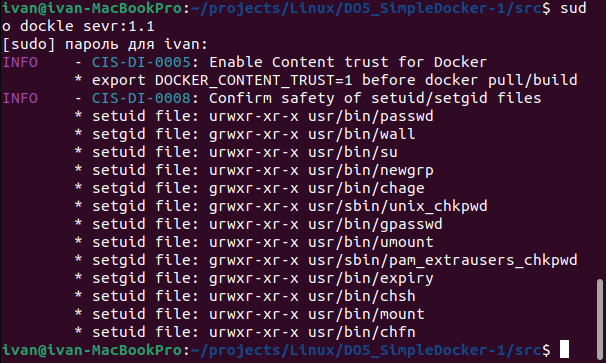 ivan@ivan-MacBookPro:~/projects/Linux/DO5_SimpleDocker-1/src$ sud
o dockle sevr:1.1
[sudo] пароль для ivan:
INFO    - CIS-DI-0005: Enable Content trust for Docker
        * export DOCKER_CONTENT_TRUST=1 before docker pull/build
INFO    - CIS-DI-0008: Confirm safety of setuid/setgid files
        * setuid file: urwxr-xr-x usr/bin/passwd
        * setgid file: grwxr-xr-x usr/bin/wall
        * setuid file: urwxr-xr-x usr/bin/su
        * setuid file: urwxr-xr-x usr/bin/newgrp
        * setgid file: grwxr-xr-x usr/bin/chage
        * setgid file: grwxr-xr-x usr/sbin/unix_chkpwd
        * setuid file: urwxr-xr-x usr/bin/gpasswd
        * setuid file: urwxr-xr-x usr/bin/umount
        * setgid file: grwxr-xr-x usr/sbin/pam_extrausers_chkpwd
        * setgid file: grwxr-xr-x usr/bin/expiry
        * setuid file: urwxr-xr-x usr/bin/chsh
        * setuid file: urwxr-xr-x usr/bin/mount
        * setuid file: urwxr-xr-x usr/bin/chfn
ivan@ivan-MacBookPro:~/projects/Linux/DO5_SimpleDocker-1/src$